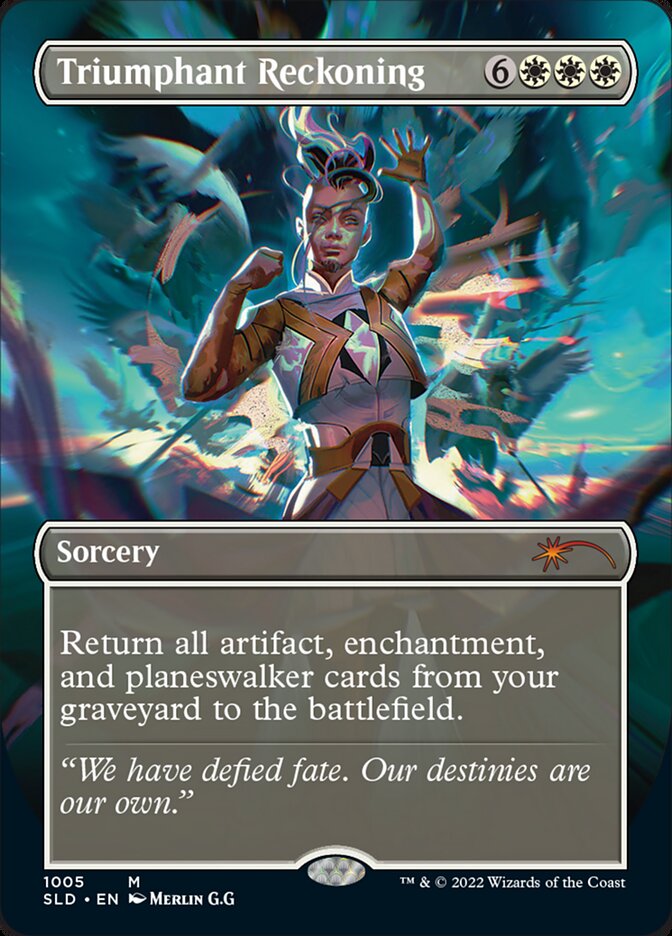 Triumphant Reckoning 6
Sorcery
Return all artifact, enchantment,
and planeswalker cards from your
graveyard to the battlefield.
“We have defied fate. Our destinies are
our own.”
1005 M
SLD • EN Merlin G.G
™ & © 2022 Wizards of the Coast